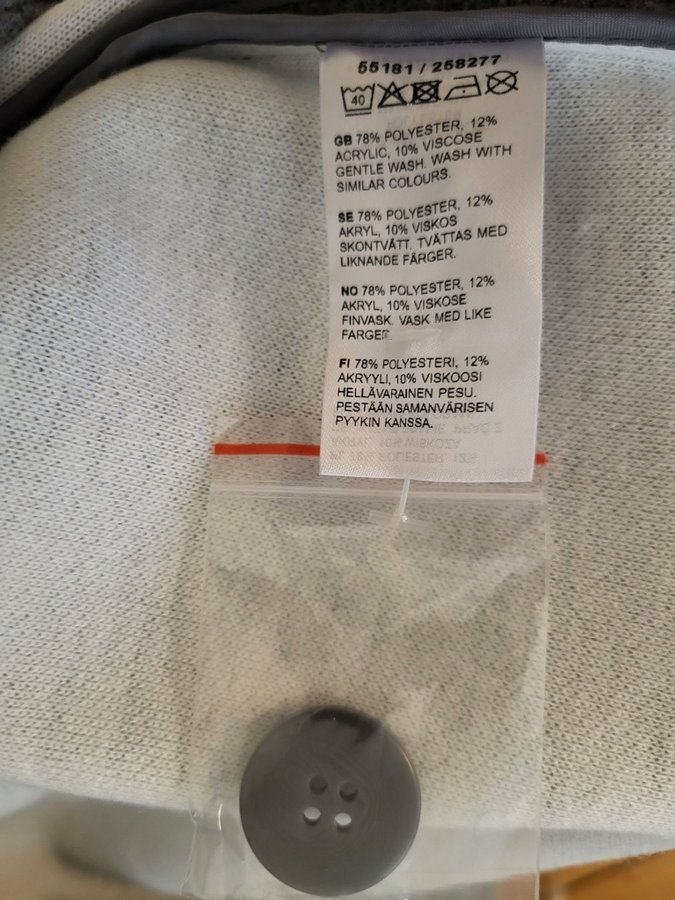 55181 / 258277
40
GB 78% POLYESTER, 12%
ACRYLIC, 10% VISCOSE
GENTLE WASH. WASH WITH
SIMILAR COLOURS.
SE 78% POLYESTER, 12%
AKRYL, 10% VISKOS
SKONTVÄTT. TVÄTTAS MED
LIKNANDE FÄRGER.
NO 78% POLYESTER, 12%
AKRYL, 10% VISKOSE
FINVASK. VASK MED LIKE
FARGER.
FI 78% POLYESTERI, 12%
AKRYYLI, 10% VISKOOSI
HELLÄVARAINEN PESU.
PESTÄÄN SAMANVÄRISEN
PYYKIN KANSSA.